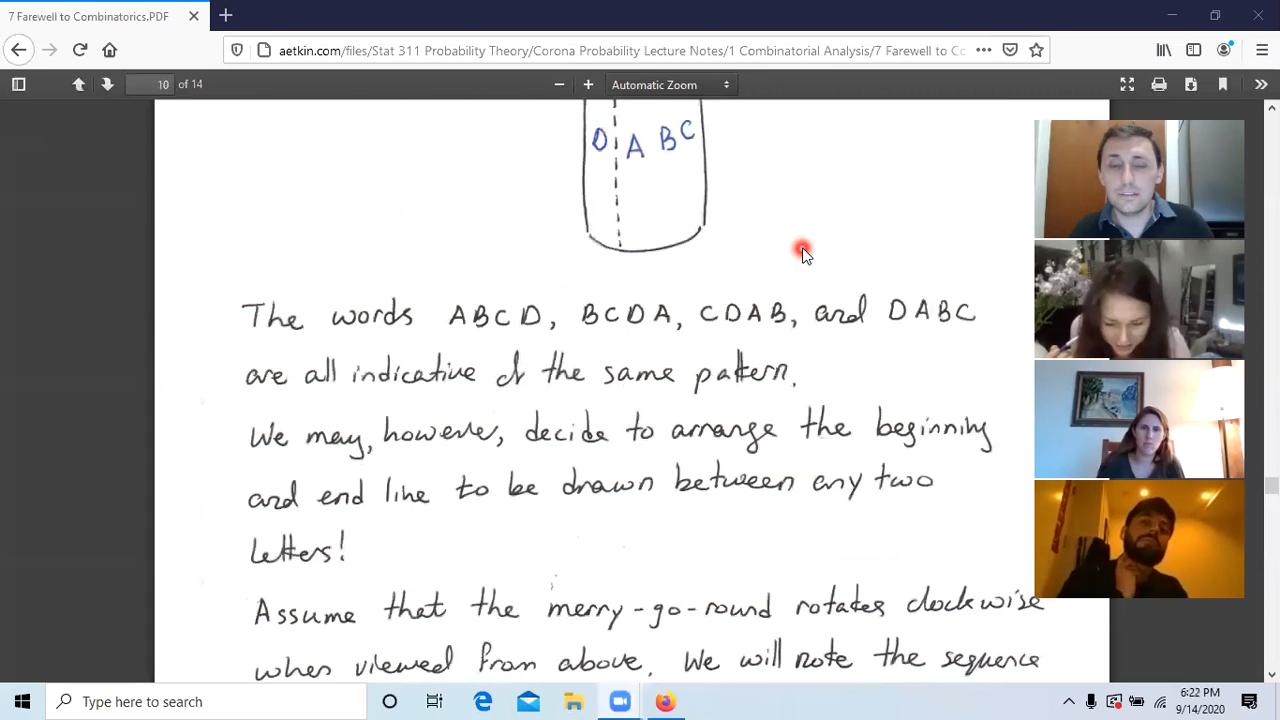 7 Farewell to Combinatorics.PDF
aetkin.com/files/Stat 311 Probability Theory/Corona Probability Lecture Notes/1 Combinatorial Analysis/7 Farewell to Co
10 of 14
Automatic Zoom
D A B C
The words ABCD, BCDA, CDAB, and DABC
are all indicative of the same pattern.
We may, however, decide to arrange the beginning
and end line to be drawn between any two
letters!
Assume that the merry-go-round rotates clockwise
when viewed from above. We will note the sequence
Type here to search
6:22 PM
9/14/2020